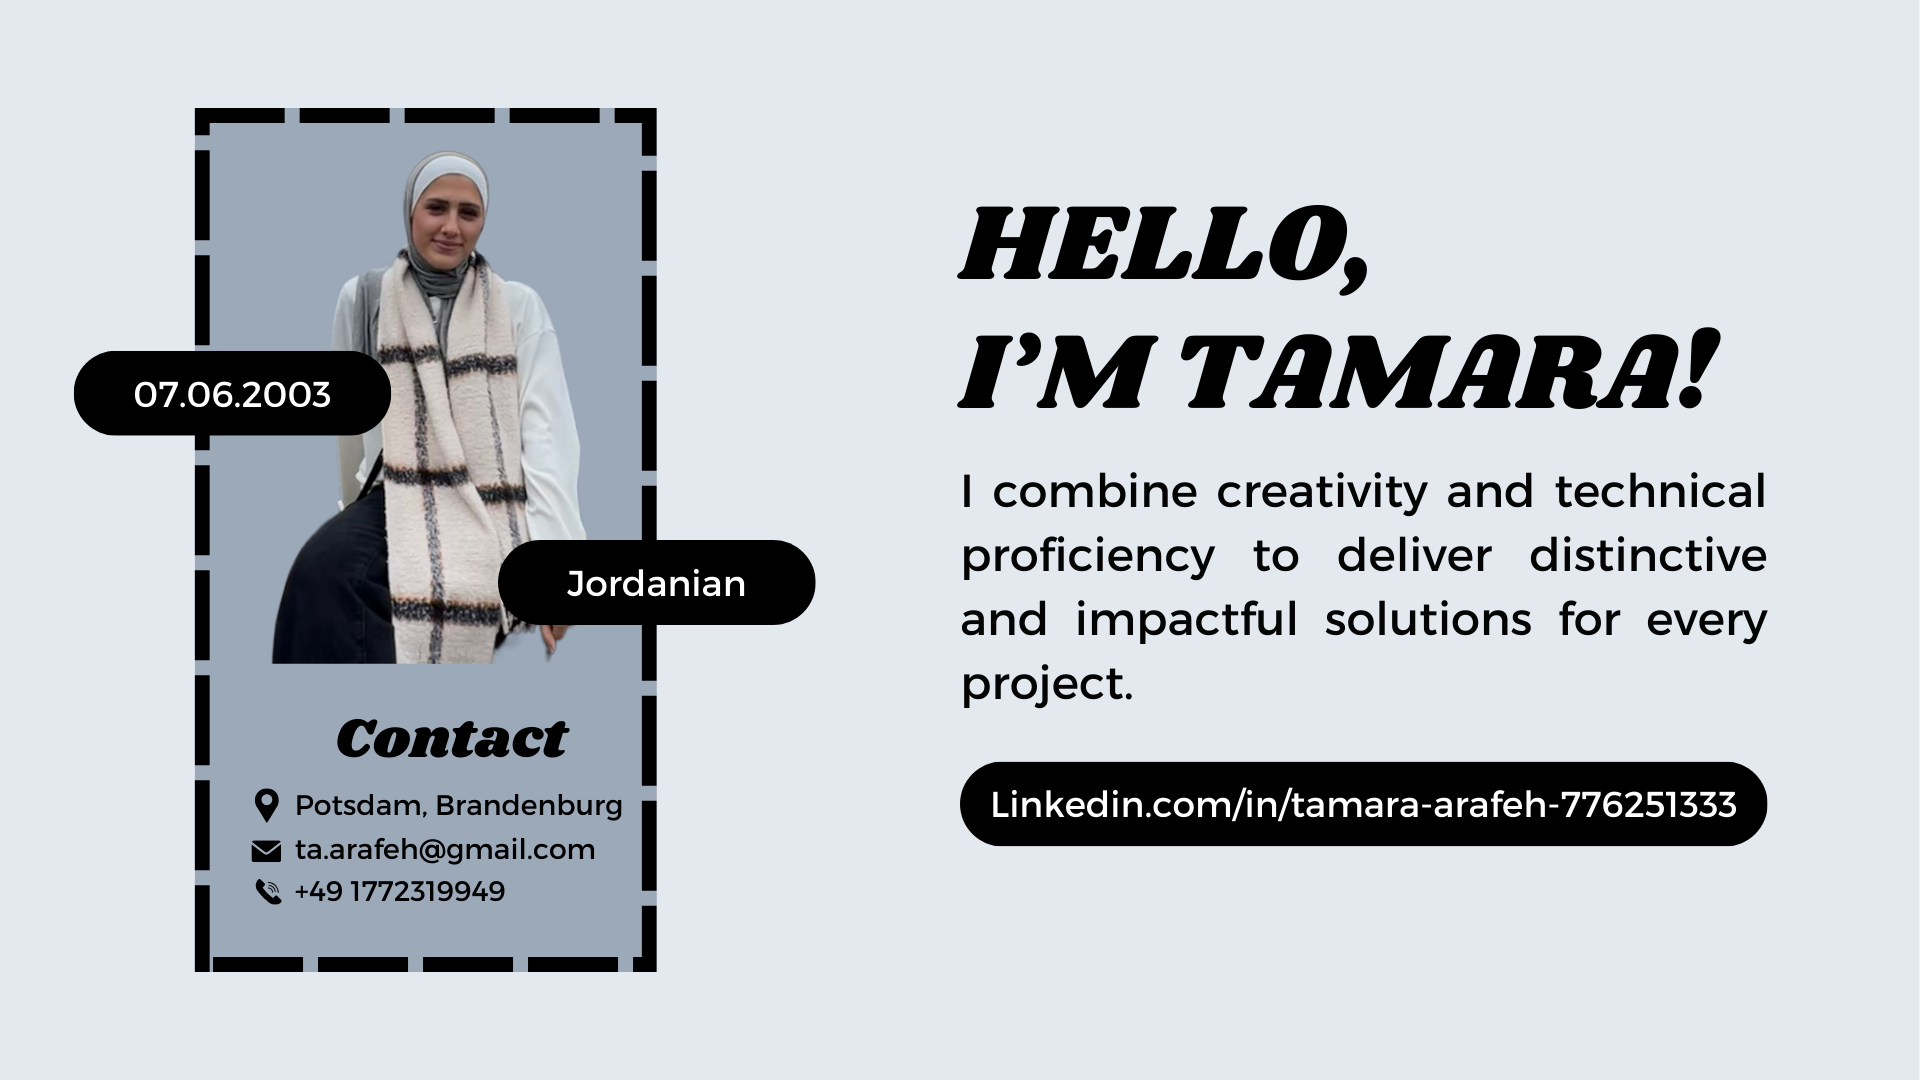 07.06.2003
Jordanian
Contact
Potsdam, Brandenburg
ta.arafeh@gmail.com
+49 1772319949
HELLO,
I’M TAMARA!
I combine creativity and technical
proficiency to deliver distinctive
and impactful solutions for every
project.
Linkedin.com/in/tamara-arafeh-776251333